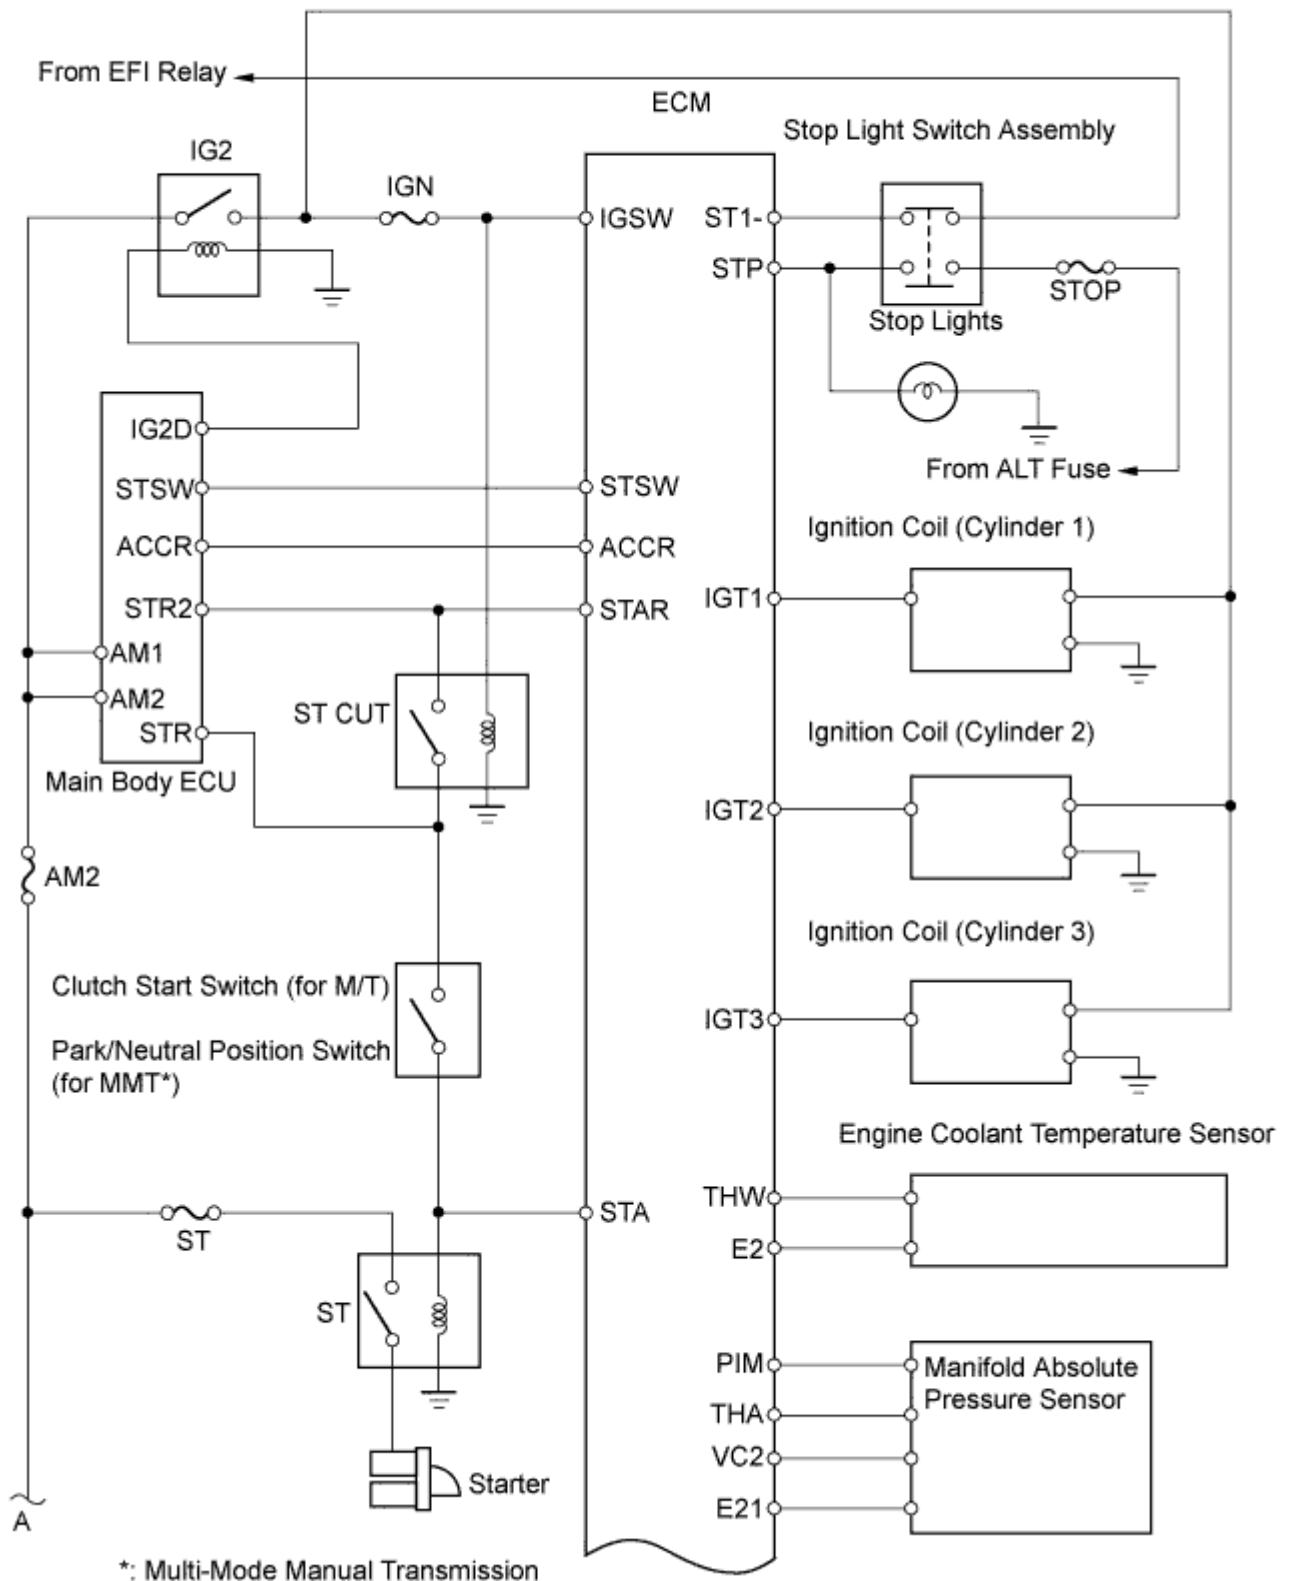 From EFI Relay
ECM
Stop Light Switch Assembly
IG2
IGN
IGSW
ST1-
STP
STOP
Stop Lights
IG2D
From ALT Fuse
STSW
STSW
Ignition Coil (Cylinder 1)
ACCR
ACCR
IGT1
STR2
STAR
AM1
AM2
ST CUT
STR
Ignition Coil (Cylinder 2)
Main Body ECU
IGT2
AM2
Ignition Coil (Cylinder 3)
Clutch Start Switch (for M/T)
IGT3
Park/Neutral Position Switch
(for MMT*)
Engine Coolant Temperature Sensor
THW
STA
ST
E2
ST
PIM
Manifold Absolute
Pressure Sensor
THA
VC2
Starter
E21
A
*: Multi-Mode Manual Transmission